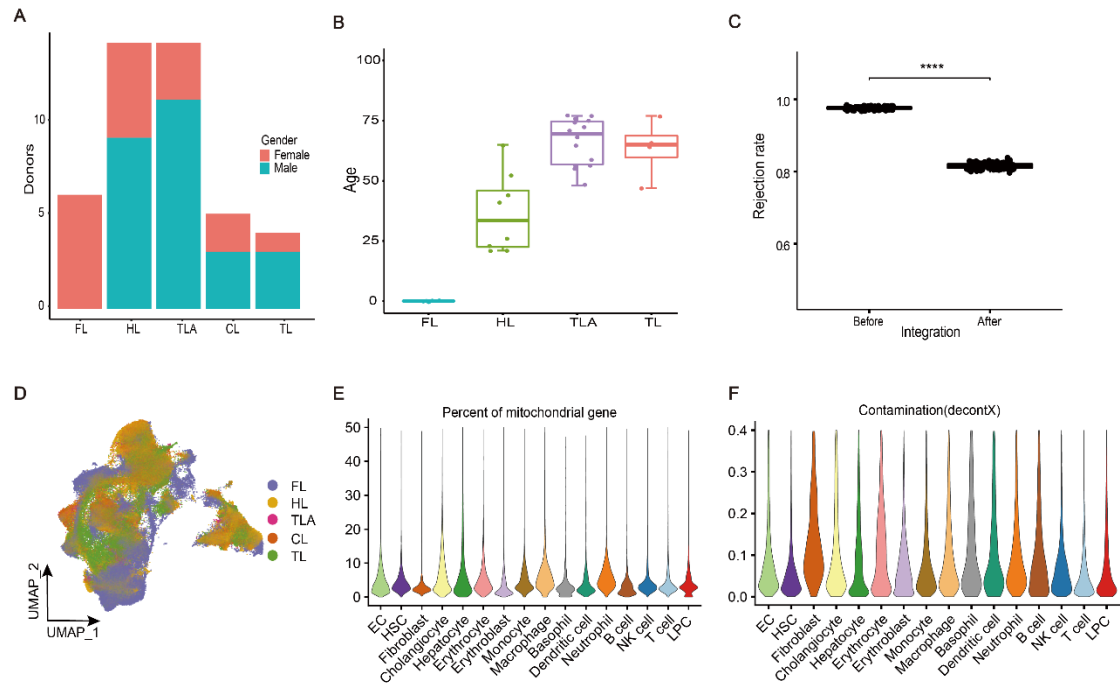 A
Donors
10
5
0
FL HL TLA CL TL
Gender
Female
Male
B
Age
100
75
50
25
0
FL HL TLA TL
C
Rejection rate
1.0
0.8
0.6
****
Before After
Integration
D
UMAP_2
UMAP_1
FL
HL
TLA
CL
TL
E
Percent of mitochondrial gene
50
40
30
20
10
0
EC
HSC
Fibroblast
Cholangiocyte
Hepatocyte
Erythrocyte
Erythroblast
Monocyte
Macrophage
Basophil
Dendritic cell
Neutrophil
B cell
NK cell
T cell
LPC
F
Contamination(decontX)
0.4
0.3
0.2
0.1
0.0
EC
HSC
Fibroblast
Cholangiocyte
Hepatocyte
Erythrocyte
Erythroblast
Monocyte
Macrophage
Basophil
Dendritic cell
Neutrophil
B cell
NK cell
T cell
LPC